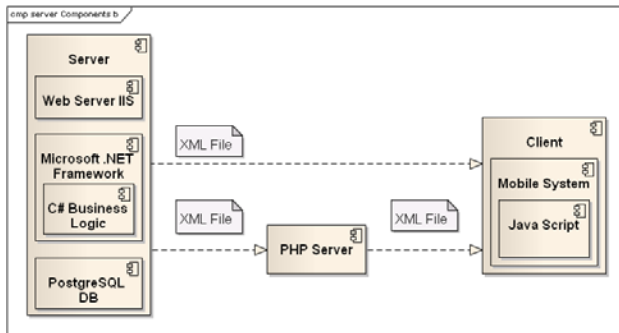 cmp server Components b
Server
Web Server IIS
Microsoft .NET
Framework
C# Business
Logic
PostgreSQL
DB
XML File
XML File
PHP Server
XML File
Client
Mobile System
Java Script